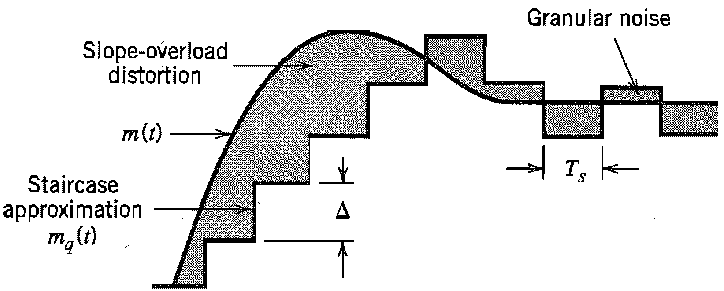 Granular noise
Slope-overload
distortion
m(t)
Staircase
approximation
m_q(t)
Δ
T_s